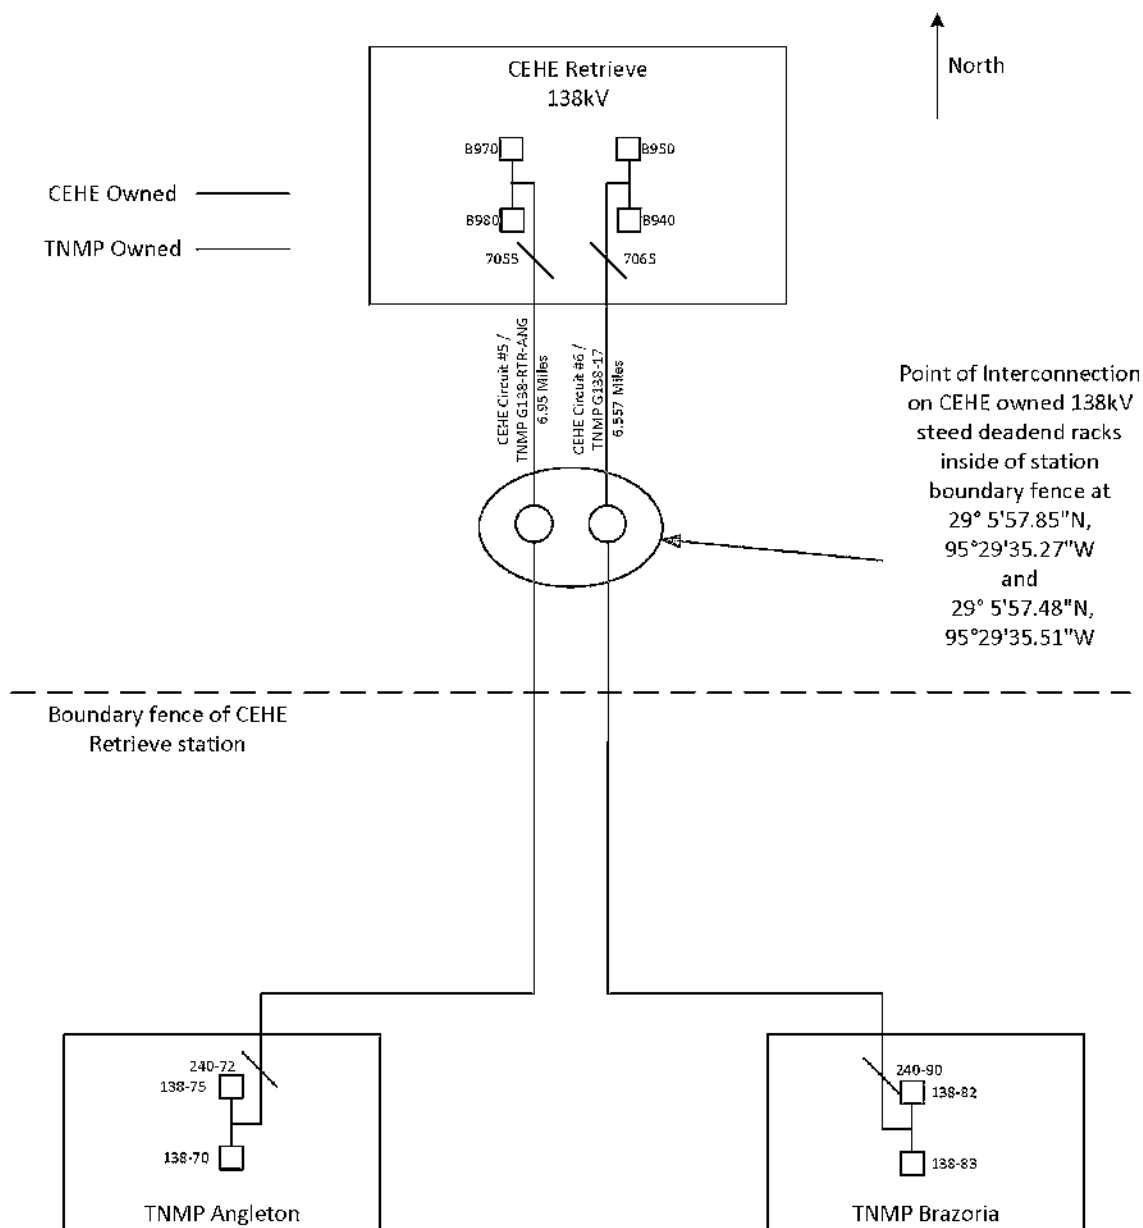 CEHE Retrieve
138kV
North
B970
B950
CEHE Owned
B980
B940
TNMP Owned
7055
7065
CEHE Circuit #5 /
TNMP G138-RTR-ANG
6.95 Miles
CEHE Circuit #6 /
TNMP G138-17
6.557 Miles
Point of Interconnection
on CEHE owned 138kV
steed deadend racks
inside of station
boundary fence at
29° 5'57.85"N,
95°29'35.27"W
and
29° 5'57.48"N,
95°29'35.51"W
Boundary fence of CEHE
Retrieve station
240-72
138-75
138-70
TNMP Angleton
240-90
138-82
138-83
TNMP Brazoria